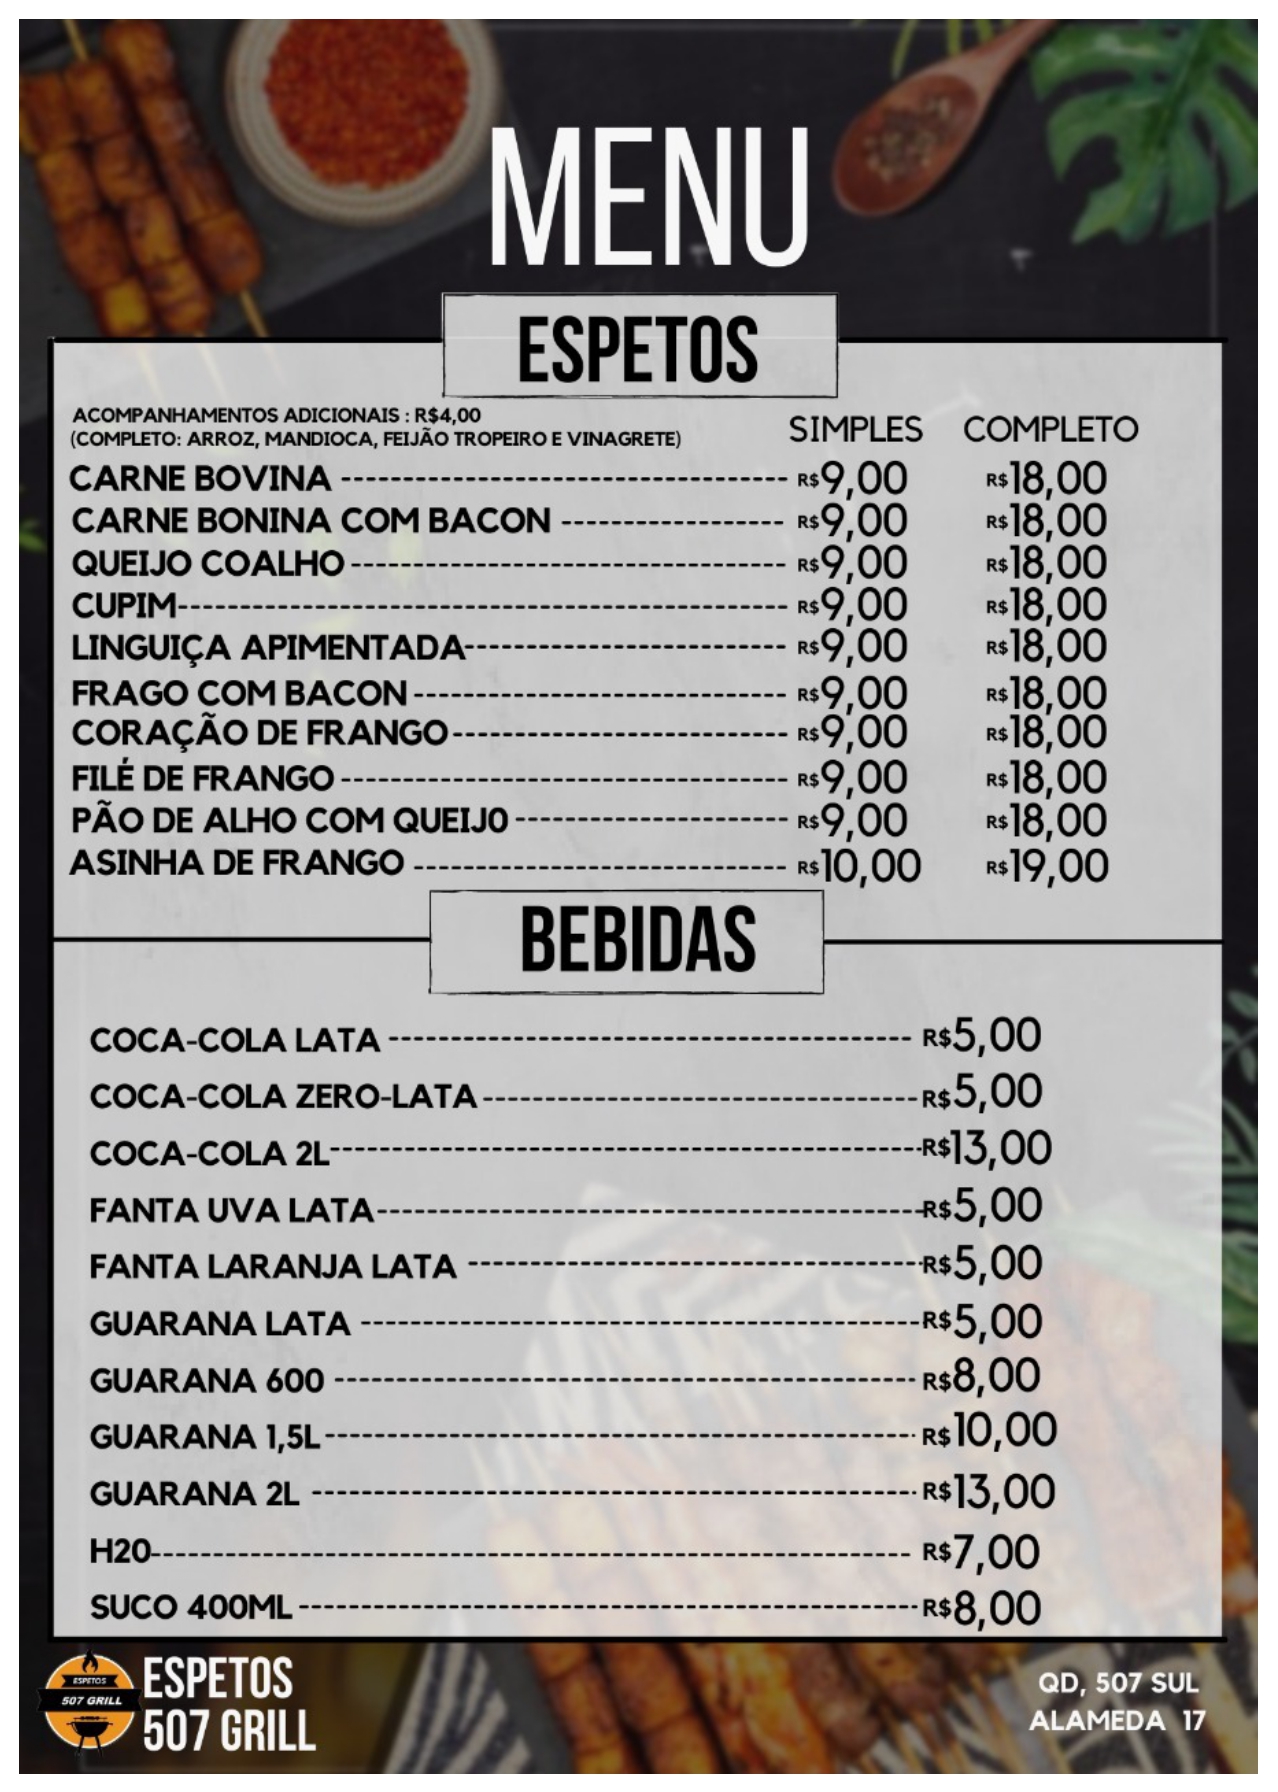 MENU
ESPETOS
ACOMPANHAMENTOS ADICIONAIS : R$4,00
(COMPLETO: ARROZ, MANDIOCA, FEIJÃO TROPEIRO E VINAGRETE)
SIMPLES COMPLETO
CARNE BOVINA ------------------------------------ R$9,00 R$18,00
CARNE BONINA COM BACON ------------------ R$9,00 R$18,00
QUEIJO COALHO ----------------------------------- R$9,00 R$18,00
CUPIM------------------------------------------------- R$9,00 R$18,00
LINGUIÇA APIMENTADA-------------------------- R$9,00 R$18,00
FRAGO COM BACON ------------------------------ R$9,00 R$18,00
CORAÇÃO DE FRANGO--------------------------- R$9,00 R$18,00
FILÉ DE FRANGO ------------------------------------ R$9,00 R$18,00
PÃO DE ALHO COM QUEIJ0 ---------------------- R$9,00 R$18,00
ASINHA DE FRANGO ------------------------------ R$10,00 R$19,00
BEBIDAS
COCA-COLA LATA ------------------------------------------ R$5,00
COCA-COLA ZERO-LATA ----------------------------------- R$5,00
COCA-COLA 2L------------------------------------------------R$13,00
FANTA UVA LATA--------------------------------------------R$5,00
FANTA LARANJA LATA -------------------------------------R$5,00
GUARANA LATA ---------------------------------------------R$5,00
GUARANA 600 ----------------------------------------------- R$8,00
GUARANA 1,5L------------------------------------------------ R$10,00
GUARANA 2L ------------------------------------------------- R$13,00
H20------------------------------------------------------------- R$7,00
SUCO 400ML -------------------------------------------------- R$8,00
ESPETOS
507 GRILL
ESPETOS
507 GRILL
QD, 507 SUL
ALAMEDA 17